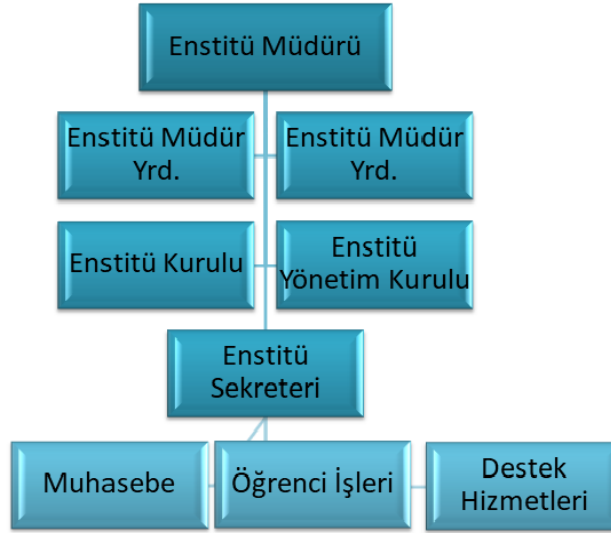 Enstitü Müdürü
Enstitü Müdür
Yrd.
Enstitü Müdür
Yrd.
Enstitü Kurulu
Enstitü
Yönetim Kurulu
Enstitü
Sekreteri
Muhasebe
Öğrenci İşleri
Destek
Hizmetleri